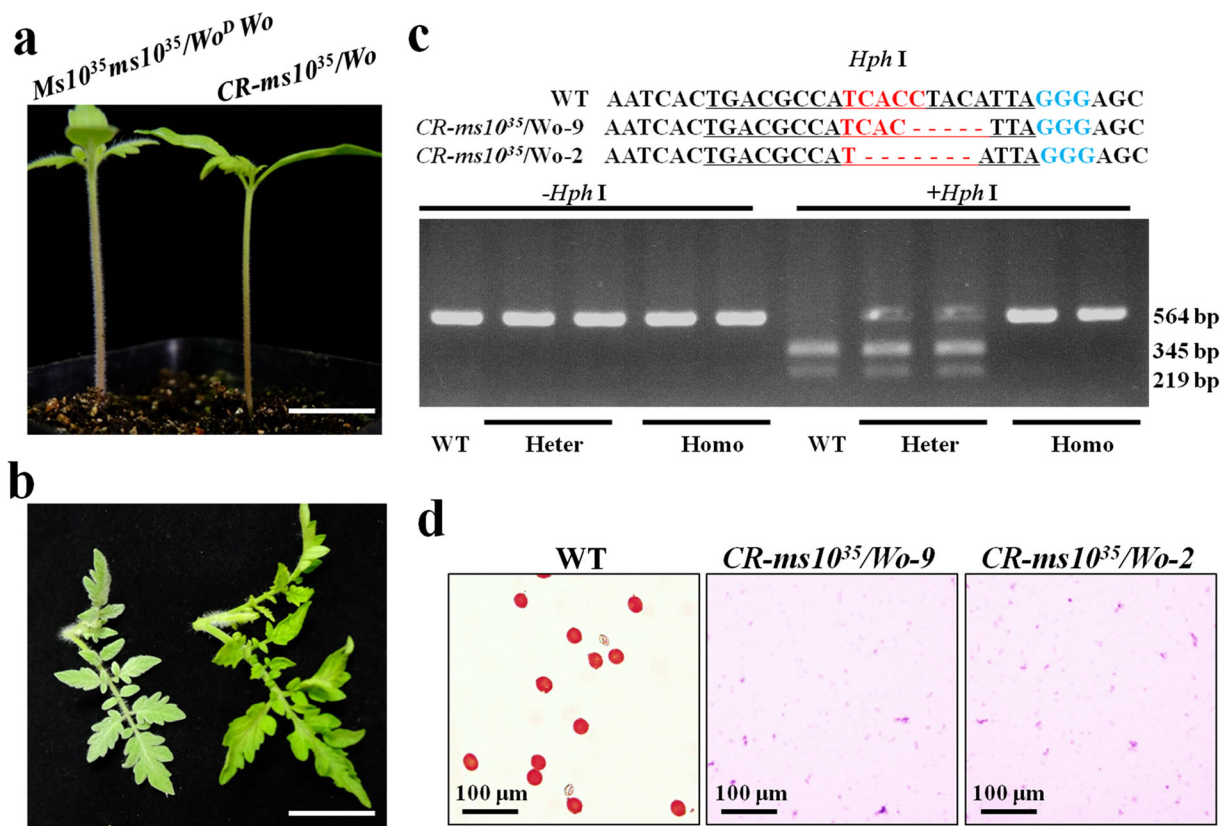 a
Ms10³⁵ms10³⁵/Woᴰ Wo
CR-ms10³⁵/Wo
c
Hph I
WT AATCACTGACGCCATCACCTACATTAGGGAGC
CR-ms10³⁵/Wo-9 AATCACTGACGCCATCAC-----TTAGGGAGC
CR-ms10³⁵/Wo-2 AATCACTGACGCCAT-------ATTAGGGAGC
-Hph I
+Hph I
564 bp
345 bp
219 bp
WT Heter Homo WT Heter Homo
b
d
WT
CR-ms10³⁵/Wo-9
CR-ms10³⁵/Wo-2
100 μm
100 μm
100 μm